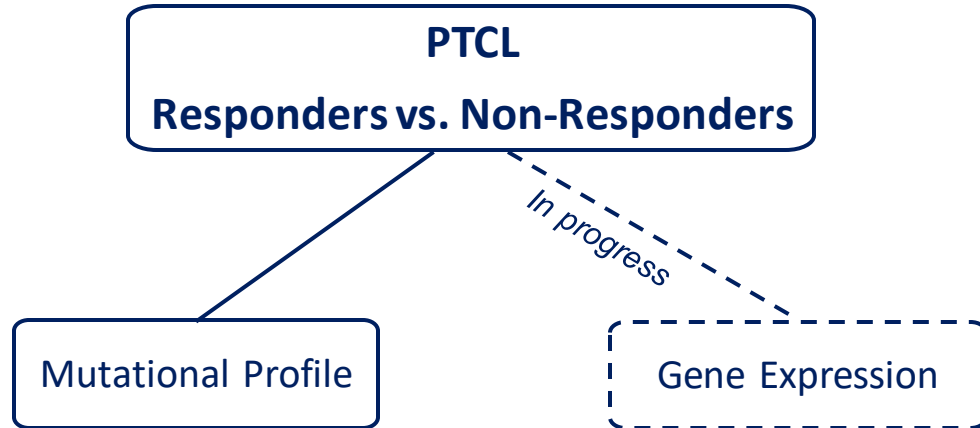 PTCL
Responders vs. Non-Responders
In progress
Mutational Profile
Gene Expression